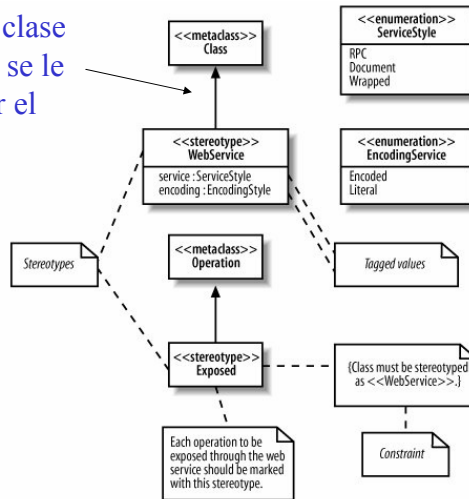 clase
se le
r el
<<metaclass>>
Class
<<enumeration>>
ServiceStyle
RPC
Document
Wrapped
<<stereotype>>
WebService
service : ServiceStyle
encoding : EncodingStyle
<<enumeration>>
EncodingService
Encoded
Literal
Stereotypes
<<metaclass>>
Operation
Tagged values
<<stereotype>>
Exposed
{Class must be stereotyped
as <<WebService>>.}
Each operation to be
exposed through the web
service should be marked
with this stereotype.
Constraint